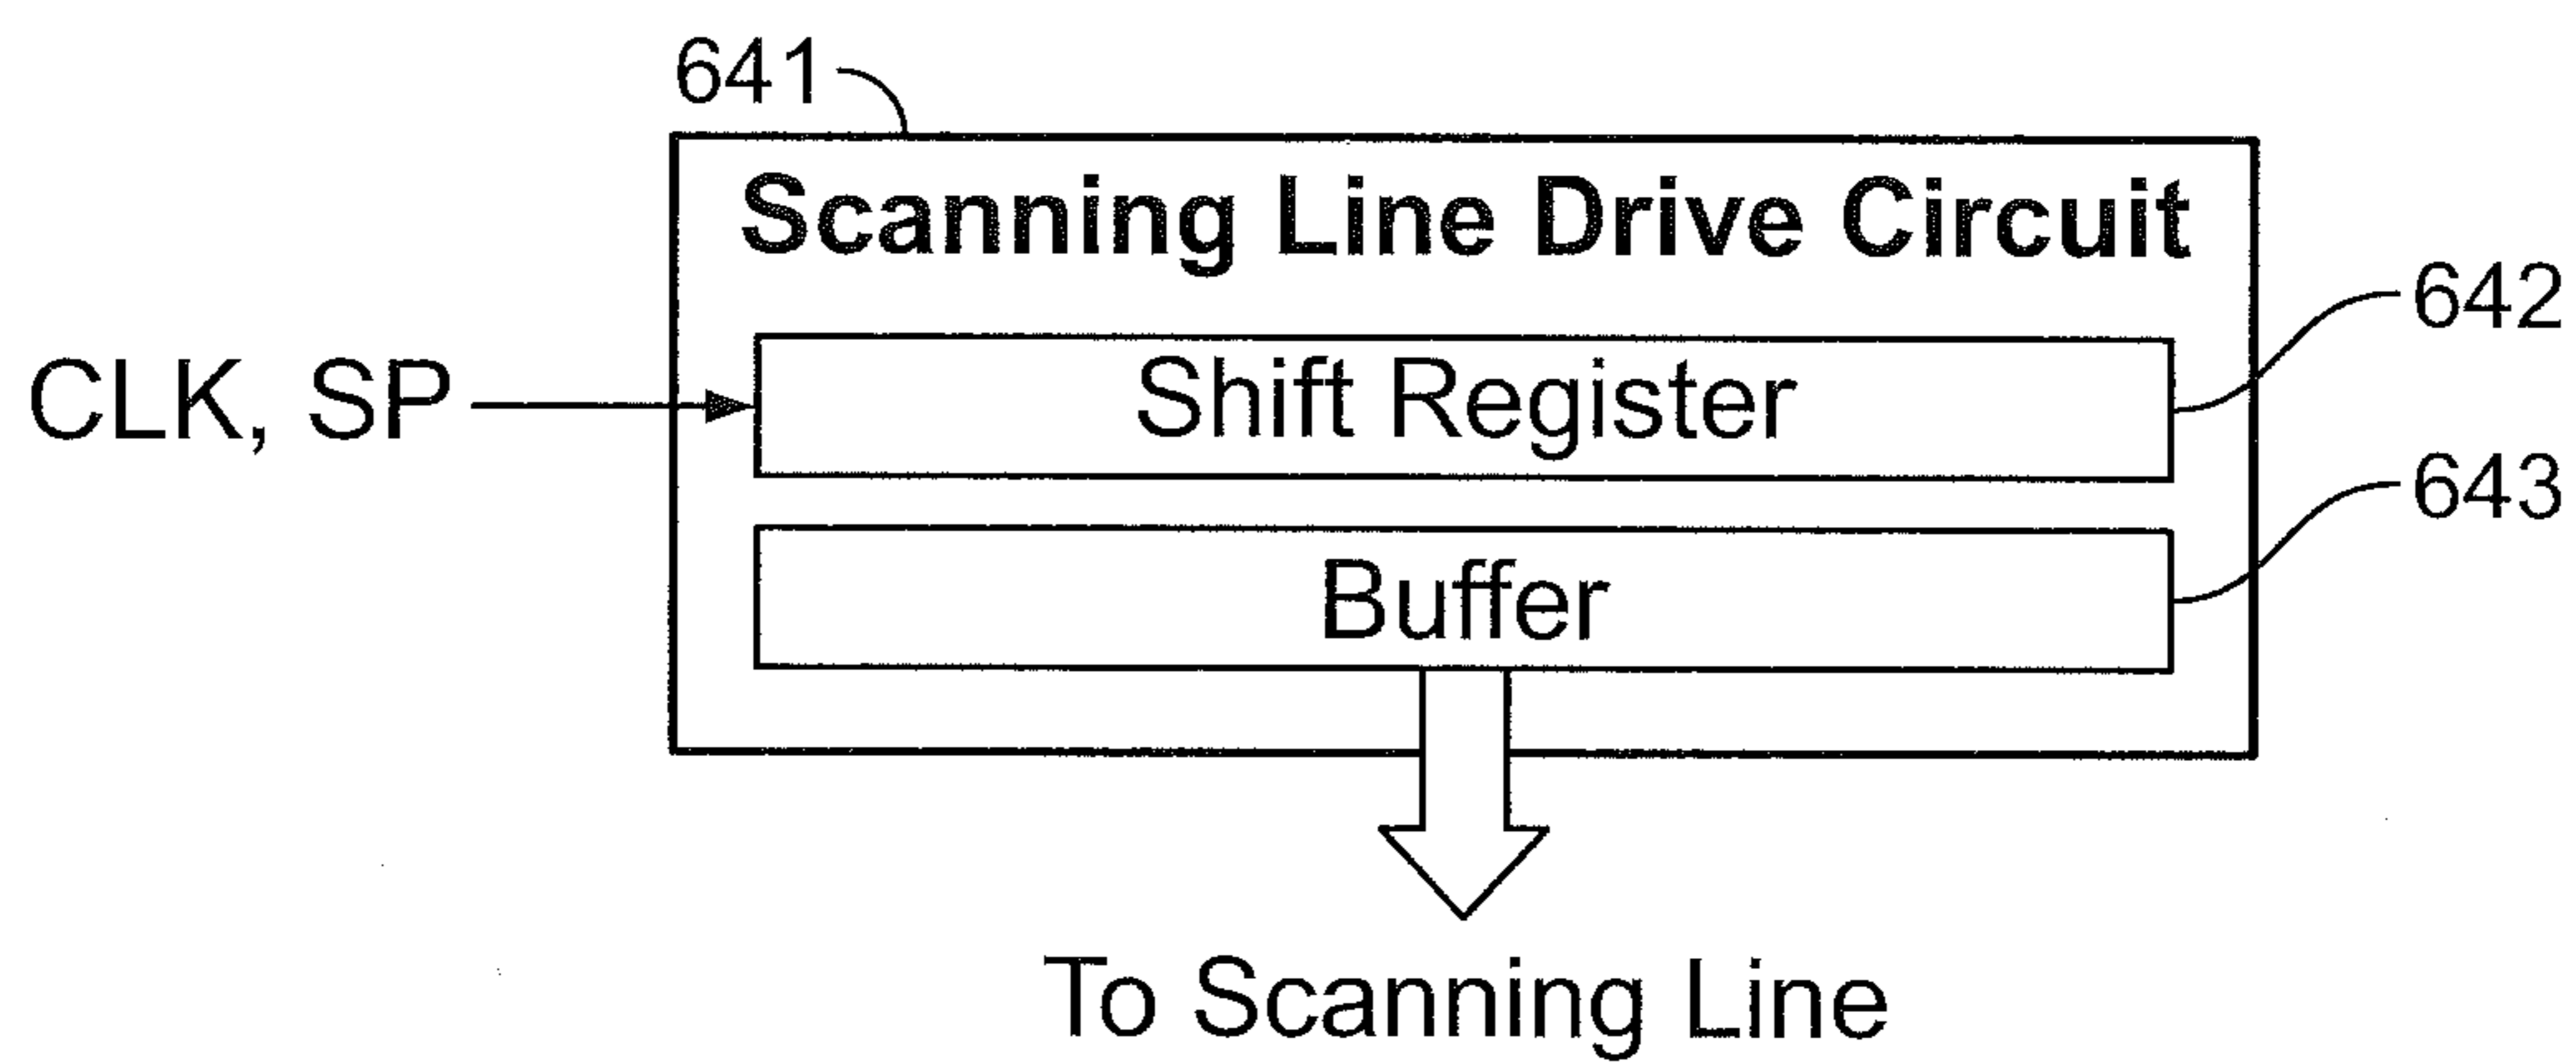 641
Scanning Line Drive Circuit
642
CLK, SP
Shift Register
643
Buffer
To Scanning Line